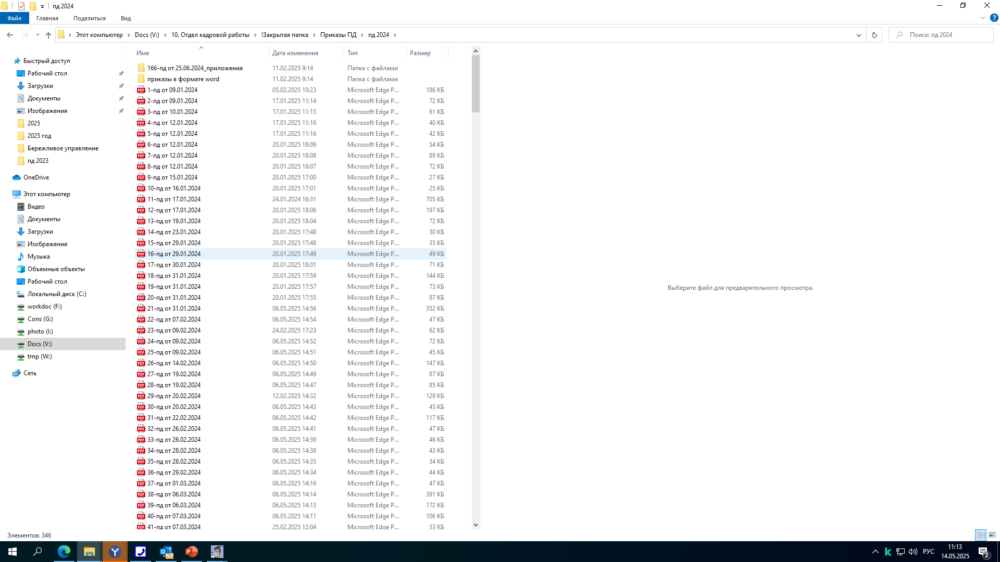 пд 2024
Файл Главная Поделиться Вид
Этот компьютер Docs (V:) 10. Отдел кадровой работы !Закрытая папка Приказы ПД пд 2024
Поиск: пд 2024
Быстрый доступ
Рабочий стол
Загрузки
Документы
Изображения
2025
2025 год
Бережливое управление
пд 2023
OneDrive
Этот компьютер
Видео
Документы
Загрузки
Изображения
Музыка
Объемные объекты
Рабочий стол
Локальный диск (C:)
workdoc (F:)
Cons (G:)
photo (I:)
Docs (V:)
tmp (W:)
Сеть
Имя Дата изменения Тип Размер
166-пд от 25.06.2024_приложения 11.02.2025 9:14 Папка с файлами
приказы в формате word 11.02.2025 9:14 Папка с файлами
1-пд от 09.01.2024 05.02.2025 10:23 Microsoft Edge P... 186 КБ
2-пд от 09.01.2024 17.01.2025 11:14 Microsoft Edge P... 72 КБ
3-пд от 10.01.2024 17.01.2025 11:15 Microsoft Edge P... 61 КБ
4-пд от 12.01.2024 17.01.2025 11:16 Microsoft Edge P... 40 КБ
5-пд от 12.01.2024 17.01.2025 11:16 Microsoft Edge P... 42 КБ
6-пд от 12.01.2024 20.01.2025 18:09 Microsoft Edge P... 54 КБ
7-пд от 12.01.2024 20.01.2025 18:08 Microsoft Edge P... 89 КБ
8-пд от 12.01.2024 20.01.2025 18:07 Microsoft Edge P... 72 КБ
9-пд от 15.01.2024 20.01.2025 17:00 Microsoft Edge P... 27 КБ
10-пд от 16.01.2024 20.01.2025 17:01 Microsoft Edge P... 25 КБ
11-пд от 17.01.2024 24.01.2024 16:31 Microsoft Edge P... 705 КБ
12-пд от 17.01.2024 20.01.2025 18:06 Microsoft Edge P... 197 КБ
13-пд от 19.01.2024 20.01.2025 18:04 Microsoft Edge P... 72 КБ
14-пд от 23.01.2024 20.01.2025 17:48 Microsoft Edge P... 30 КБ
15-пд от 29.01.2024 20.01.2025 17:48 Microsoft Edge P... 35 КБ
16-пд от 29.01.2024 20.01.2025 17:49 Microsoft Edge P... 49 КБ
17-пд от 30.01.2024 20.01.2025 18:01 Microsoft Edge P... 71 КБ
18-пд от 31.01.2024 20.01.2025 17:59 Microsoft Edge P... 144 КБ
19-пд от 31.01.2024 20.01.2025 17:57 Microsoft Edge P... 73 КБ
20-пд от 31.01.2024 20.01.2025 17:55 Microsoft Edge P... 87 КБ
21-пд от 31.01.2024 06.05.2025 14:56 Microsoft Edge P... 352 КБ
22-пд от 07.02.2024 06.05.2025 14:54 Microsoft Edge P... 47 КБ
23-пд от 09.02.2024 24.02.2025 17:23 Microsoft Edge P... 62 КБ
24-пд от 09.02.2024 06.05.2025 14:52 Microsoft Edge P... 72 КБ
25-пд от 09.02.2024 06.05.2025 14:51 Microsoft Edge P... 45 КБ
26-пд от 14.02.2024 06.05.2025 14:50 Microsoft Edge P... 147 КБ
27-пд от 19.02.2024 06.05.2025 14:49 Microsoft Edge P... 87 КБ
28-пд от 19.02.2024 06.05.2025 14:47 Microsoft Edge P... 85 КБ
29-пд от 20.02.2024 12.02.2025 14:32 Microsoft Edge P... 129 КБ
30-пд от 20.02.2024 06.05.2025 14:43 Microsoft Edge P... 45 КБ
31-пд от 22.02.2024 06.05.2025 14:42 Microsoft Edge P... 117 КБ
32-пд от 26.02.2024 06.05.2025 14:41 Microsoft Edge P... 47 КБ
33-пд от 26.02.2024 06.05.2025 14:39 Microsoft Edge P... 46 КБ
34-пд от 28.02.2024 06.05.2025 14:38 Microsoft Edge P... 43 КБ
35-пд от 28.02.2024 06.05.2025 14:35 Microsoft Edge P... 34 КБ
36-пд от 29.02.2024 06.05.2025 14:34 Microsoft Edge P... 44 КБ
37-пд от 01.03.2024 06.05.2025 14:16 Microsoft Edge P... 47 КБ
38-пд от 06.03.2024 06.05.2025 14:14 Microsoft Edge P... 391 КБ
39-пд от 06.03.2024 06.05.2025 14:13 Microsoft Edge P... 172 КБ
40-пд от 07.03.2024 06.05.2025 14:11 Microsoft Edge P... 106 КБ
41-пд от 07.03.2024 25.02.2025 12:04 Microsoft Edge P... 53 КБ
Выберите файл для предварительного просмотра.
Элементов: 346
РУС
11:13
14.05.2025
2